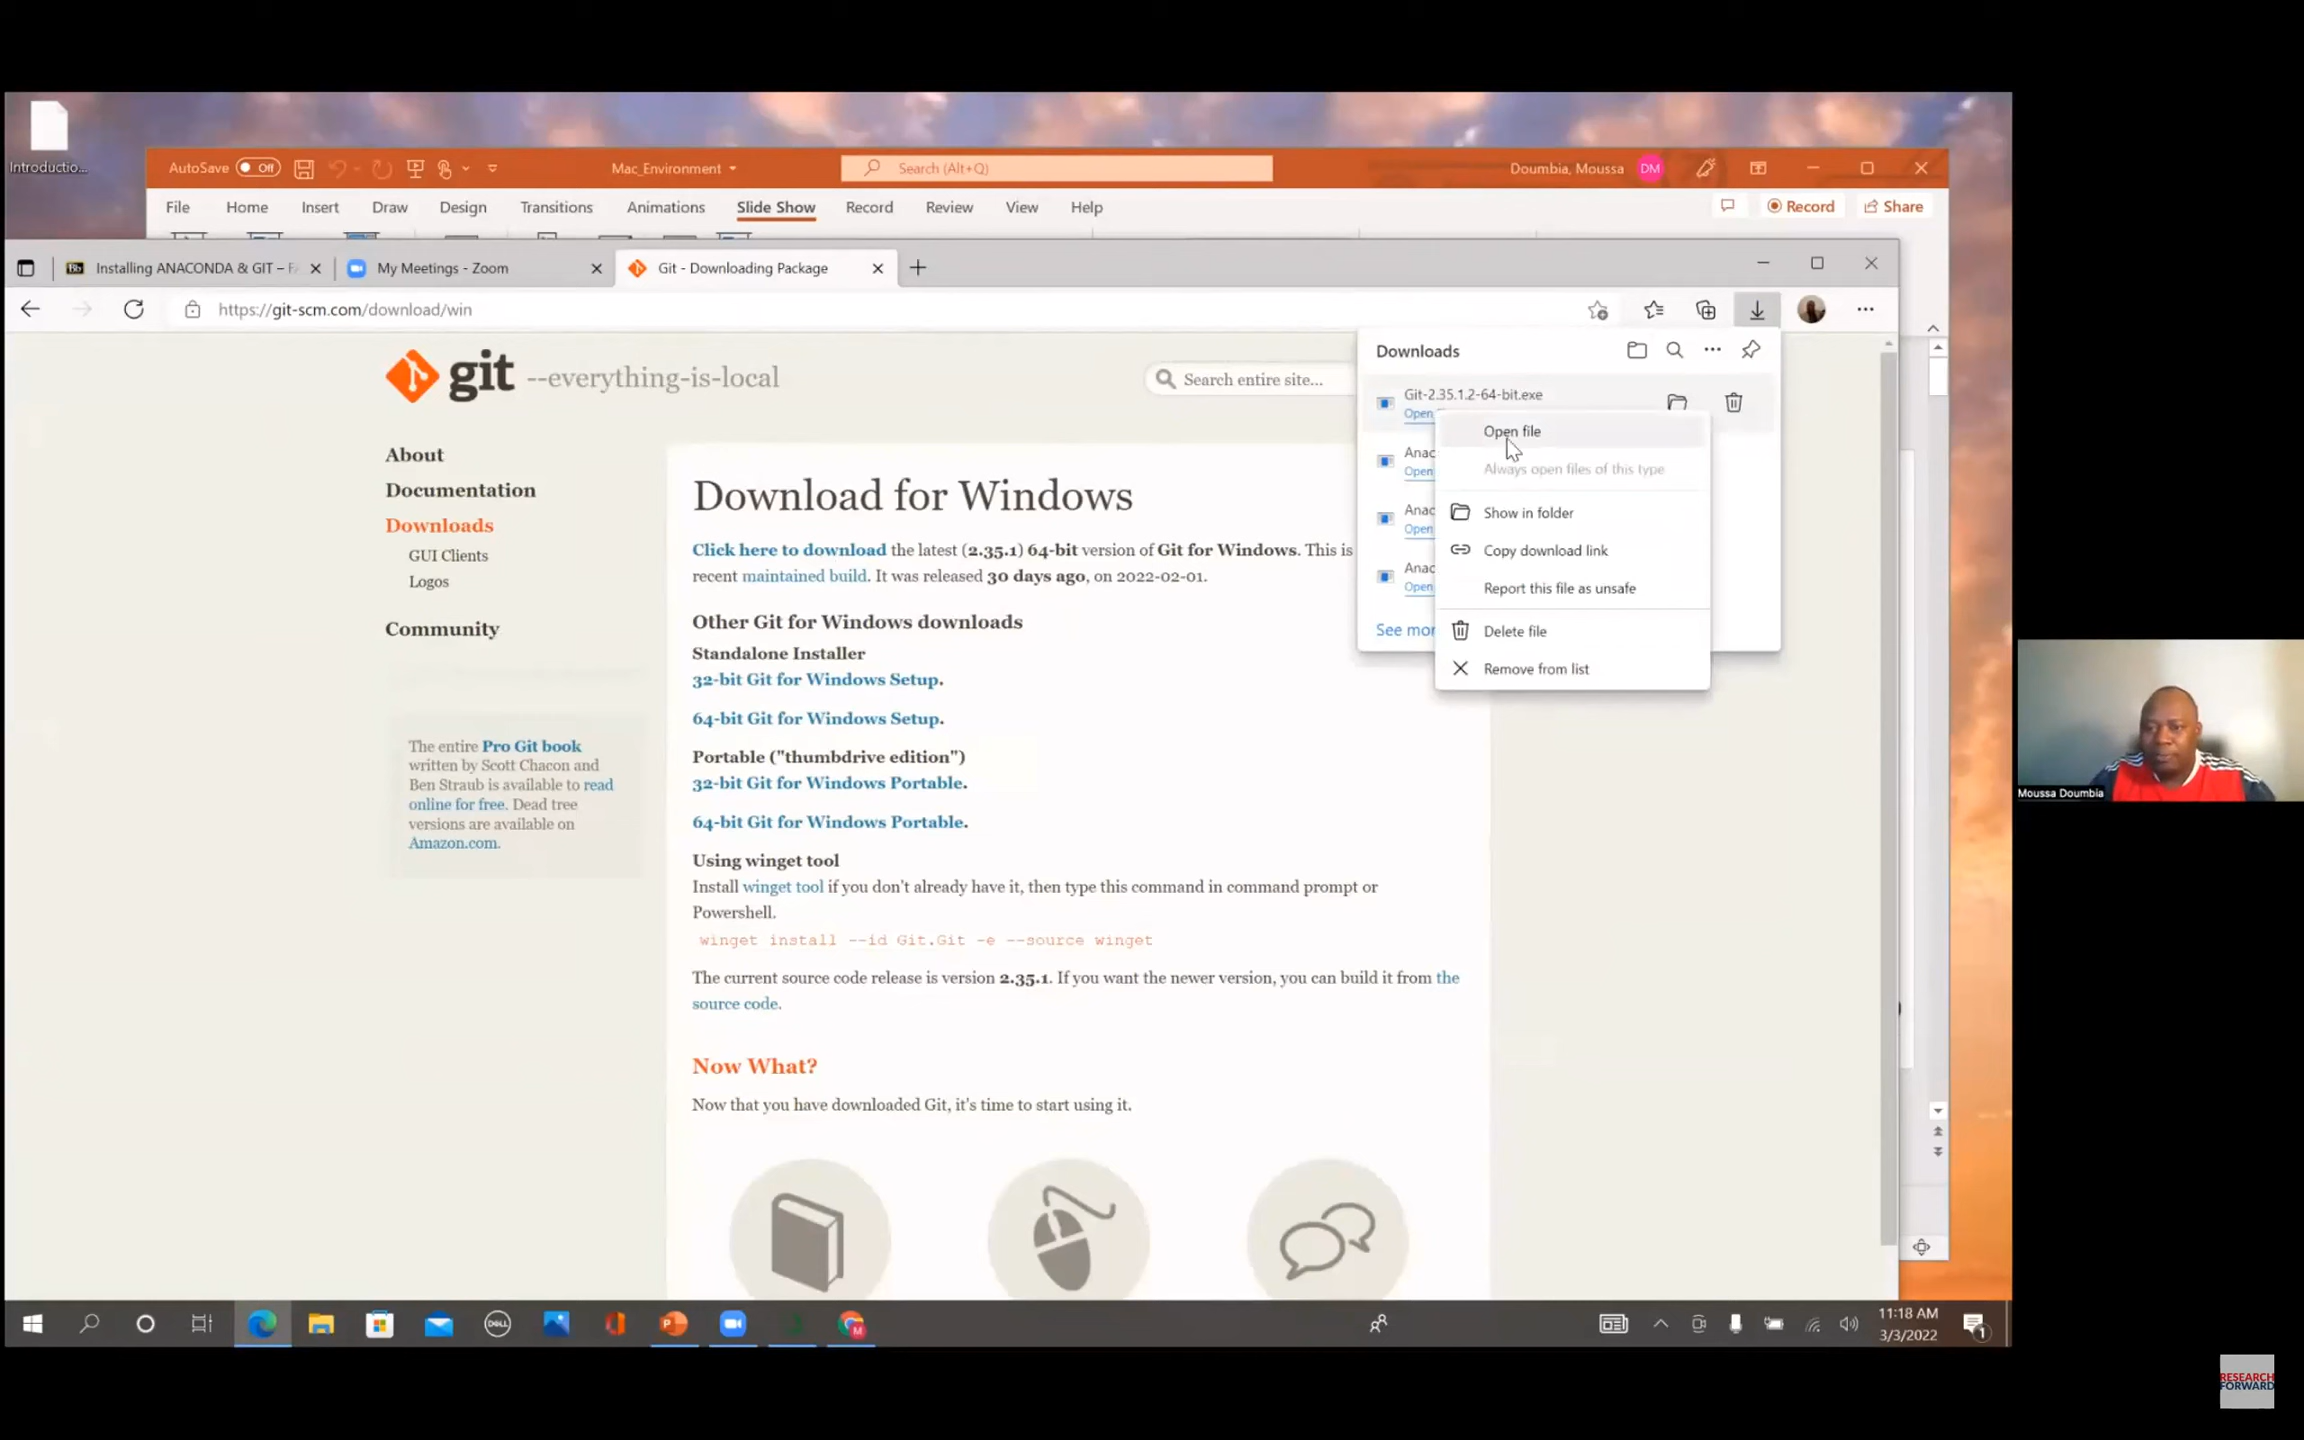 Introductio...
AutoSave Off
Mac_Environment
Search (Alt+Q)
Doumbia, Moussa
DM
File Home Insert Draw Design Transitions Animations Slide Show Record Review View Help
Record
Share
Bb Installing ANACONDA & GIT – FA
My Meetings - Zoom
Git - Downloading Package
https://git-scm.com/download/win
git --everything-is-local
Search entire site...
Downloads
Git-2.35.1.2-64-bit.exe
Open
Open file
Anac
Open
Always open files of this type
Anac
Open
Show in folder
Copy download link
Anac
Open
Report this file as unsafe
See mor
Delete file
Remove from list
About
Documentation
Downloads
GUI Clients
Logos
Community
The entire Pro Git book
written by Scott Chacon and
Ben Straub is available to read
online for free. Dead tree
versions are available on
Amazon.com.
Download for Windows
Click here to download the latest (2.35.1) 64-bit version of Git for Windows. This is
recent maintained build. It was released 30 days ago, on 2022-02-01.
Other Git for Windows downloads
Standalone Installer
32-bit Git for Windows Setup.
64-bit Git for Windows Setup.
Portable ("thumbdrive edition")
32-bit Git for Windows Portable.
64-bit Git for Windows Portable.
Using winget tool
Install winget tool if you don't already have it, then type this command in command prompt or
Powershell.
winget install --id Git.Git -e --source winget
The current source code release is version 2.35.1. If you want the newer version, you can build it from the
source code.
Now What?
Now that you have downloaded Git, it's time to start using it.
Moussa Doumbia
DELL
P
M
11:18 AM
3/3/2022
1
RESEARCH
FORWARD